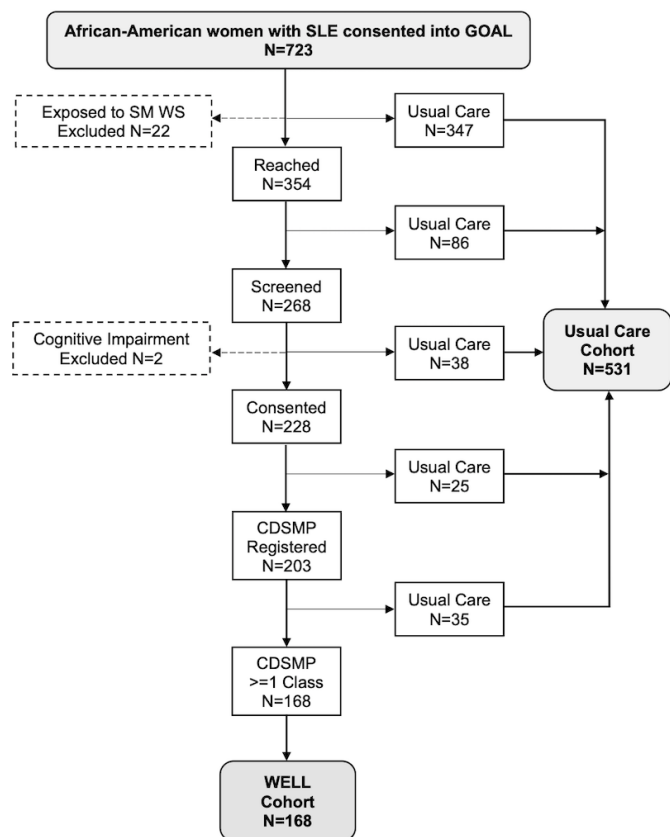 African-American women with SLE consented into GOAL
N=723
Exposed to SM WS
Excluded N=22
Usual Care
N=347
Reached
N=354
Usual Care
N=86
Screened
N=268
Cognitive Impairment
Excluded N=2
Usual Care
N=38
Usual Care
Cohort
N=531
Consented
N=228
Usual Care
N=25
CDSMP
Registered
N=203
Usual Care
N=35
CDSMP
>=1 Class
N=168
WELL
Cohort
N=168